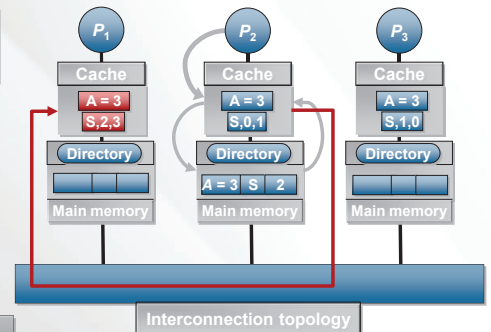 P1 P2 P3
Cache Cache Cache
A = 3 A = 3 A = 3
S,2,3 S,0,1 S,1,0
Directory Directory Directory
A = 3 S 2
Main memory Main memory Main memory
Interconnection topology